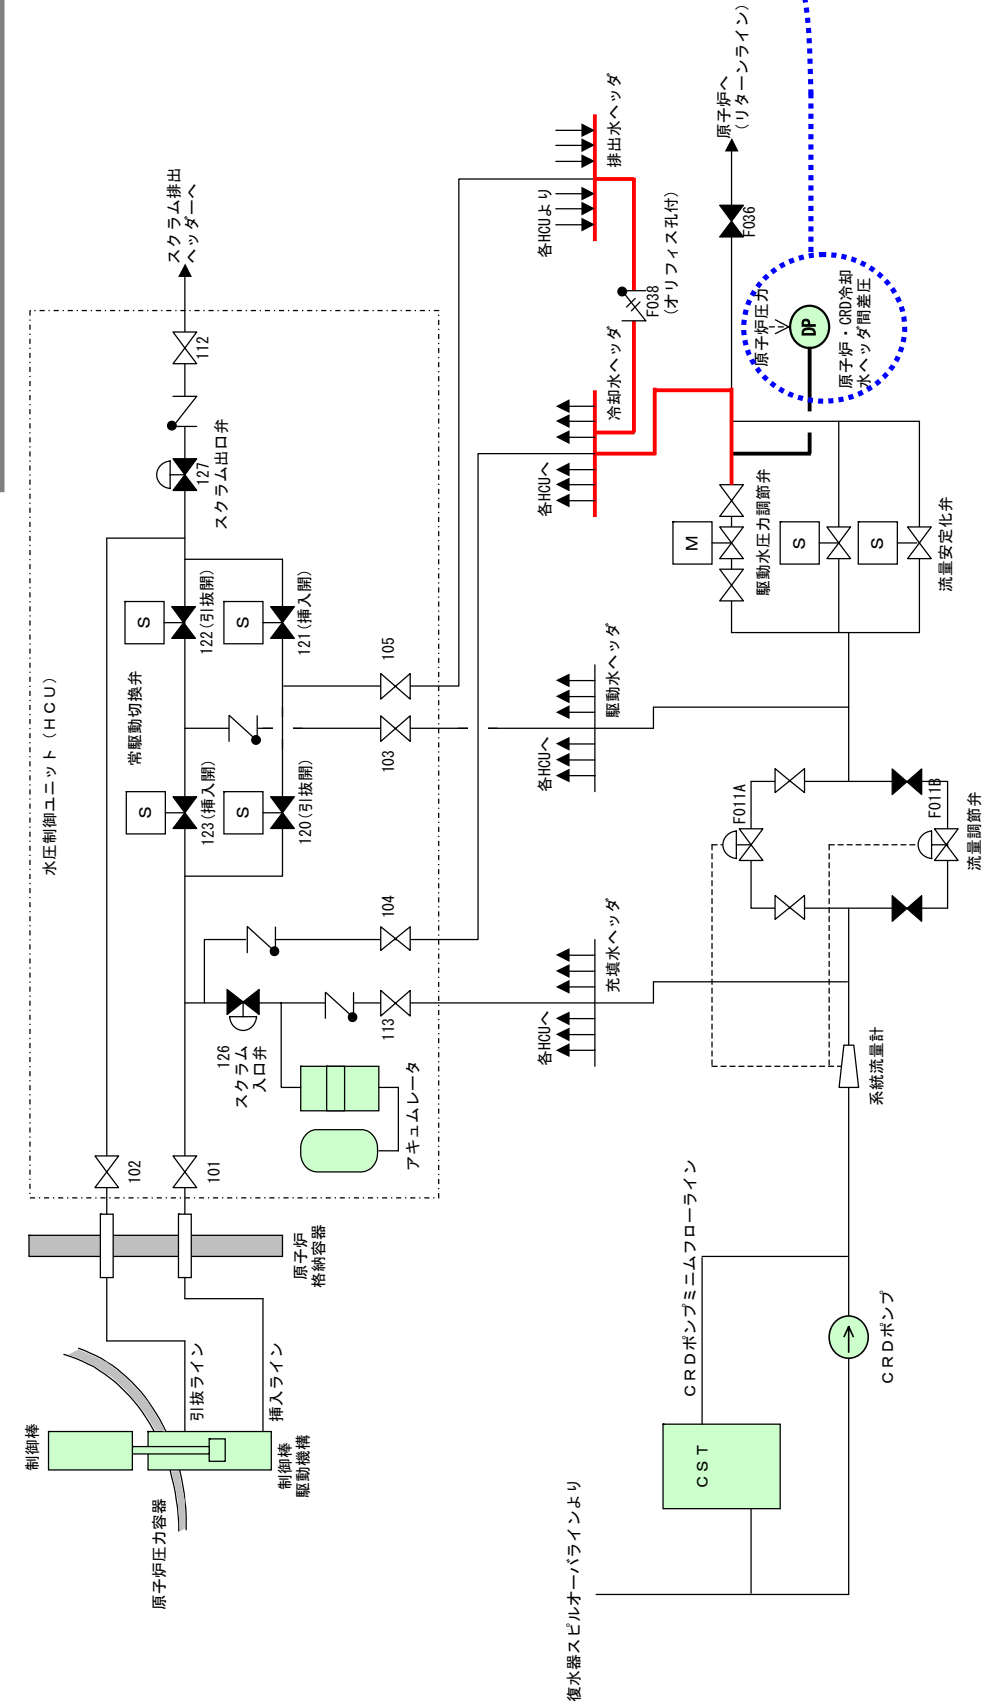 水圧制御ユニット（ＨＣＵ）
制御棒
原子炉圧力容器
制御棒
駆動機構
引抜ライン
挿入ライン
原子炉
格納容器
102
101
アキュムレータ
126
スクラム
入口弁
113
104
常駆動切換弁
S
123(挿入開)
S
120(引抜開)
S
122(引抜開)
S
121(挿入開)
103
105
127
スクラム出口弁
112
スクラム排出
ヘッダーへ
各HCUへ
充填水ヘッダ
各HCUへ
駆動水ヘッダ
各HCUへ
冷却水ヘッダ
各HCUより
排出水ヘッダ
F038
(オリフィス孔付)
原子炉へ
(リターンライン)
F036
原子炉圧力
DP
原子炉・CRD冷却
水ヘッダ間差圧
M
駆動水圧力調節弁
S
S
流量安定化弁
F011A
F011B
流量調節弁
系統流量計
ＣＲＤポンプミニムフローライン
ＣＲＤポンプ
ＣＳＴ
復水器スピルオーバラインより